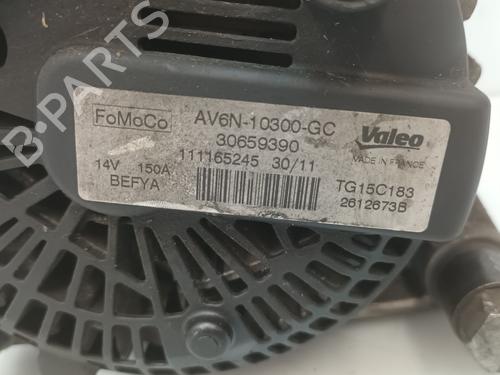 B-PARTS
FoMoCo
AV6N-10300-GC
30659390
111165245 30/11
14V 150A
BEFYA
Valeo
MADE IN FRANCE
TG15C183
2612673B